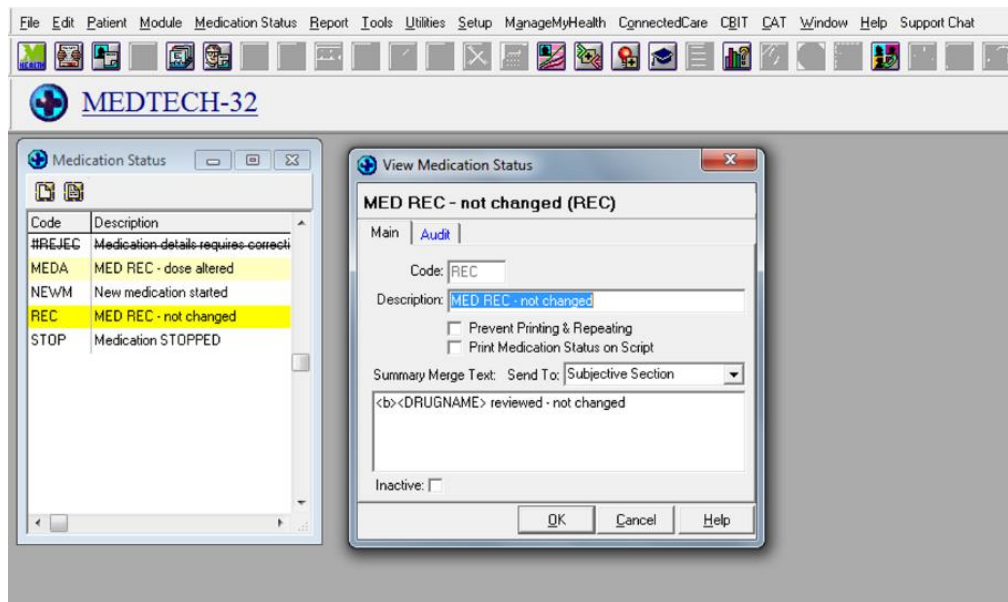 File Edit Patient Module Medication Status Report Tools Utilities Setup ManageMyHealth ConnectedCare CBIT CAT Window Help Support Chat
HEALTH
MEDTECH-32
Medication Status
Code Description
#REJEC Medication details requires correcti
MEDA MED REC - dose altered
NEWM New medication started
REC MED REC - not changed
STOP Medication STOPPED
View Medication Status
MED REC - not changed (REC)
Main Audit
Code: REC
Description: MED REC - not changed
Prevent Printing & Repeating
Print Medication Status on Script
Summary Merge Text: Send To: Subjective Section
<b><DRUGNAME> reviewed - not changed
Inactive:
OK Cancel Help